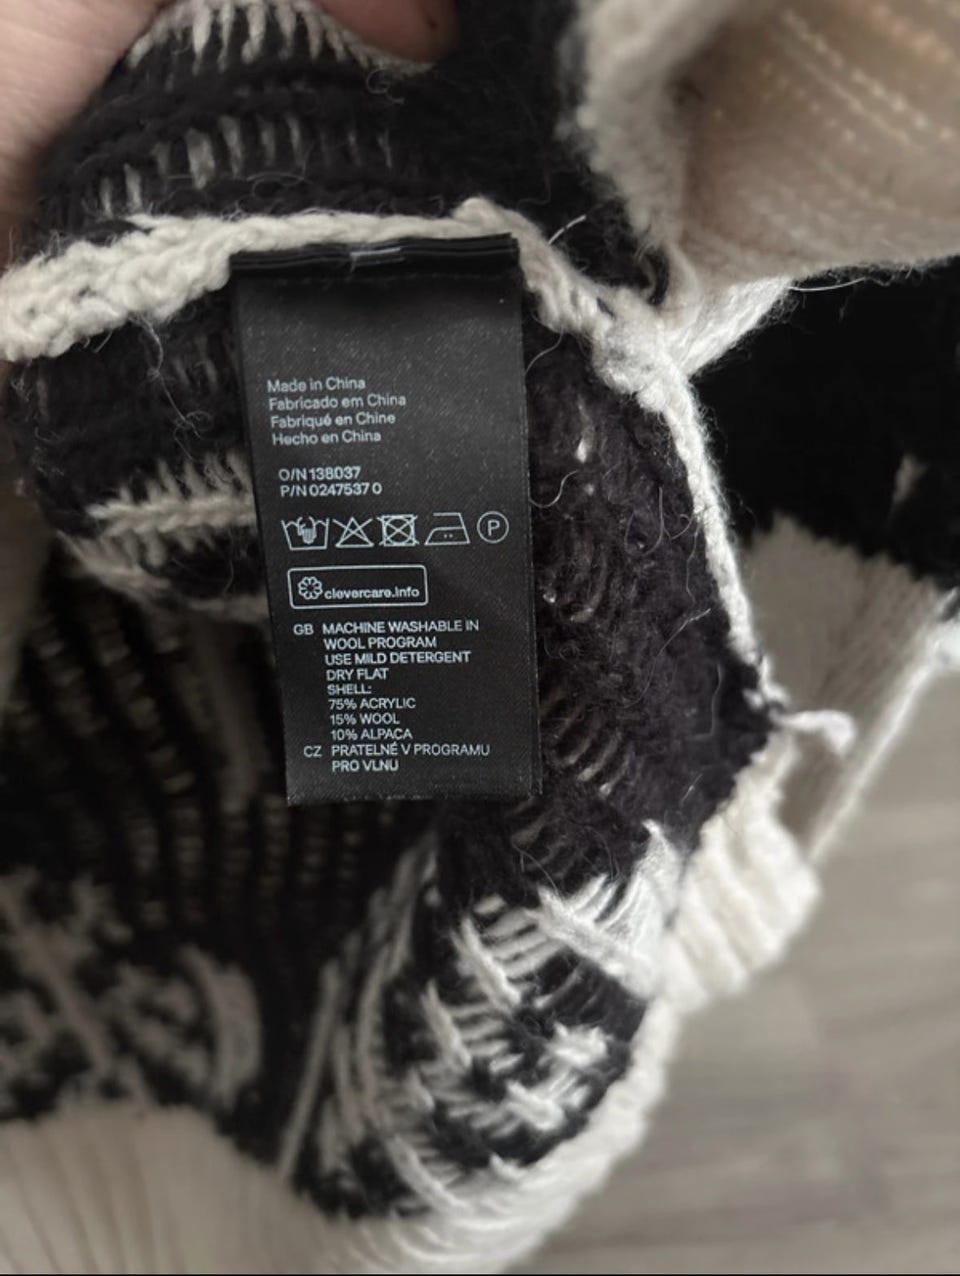 Made in China
Fabricado em China
Fabriqué en Chine
Hecho en China
O/N 138037
P/N 0247537 0
P
clevercare.info
GB MACHINE WASHABLE IN
WOOL PROGRAM
USE MILD DETERGENT
DRY FLAT
SHELL:
75% ACRYLIC
15% WOOL
10% ALPACA
CZ PRATELNÉ V PROGRAMU
PRO VLNU